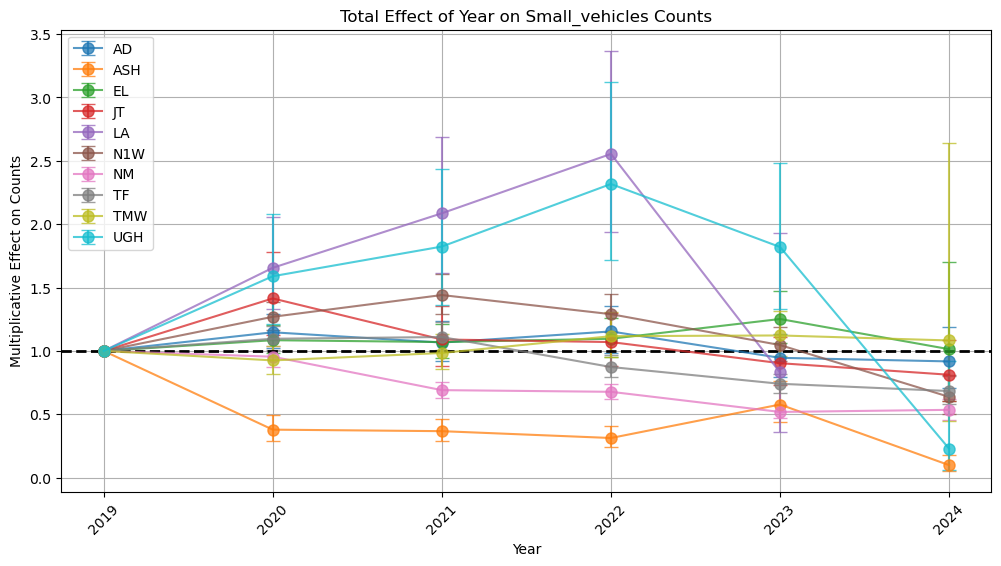 Total Effect of Year on Small_vehicles Counts
Multiplicative Effect on Counts
3.5
3.0
2.5
2.0
1.5
1.0
0.5
0.0
AD
ASH
EL
JT
LA
N1W
NM
TF
TMW
UGH
2019
2020
2021
2022
2023
2024
Year